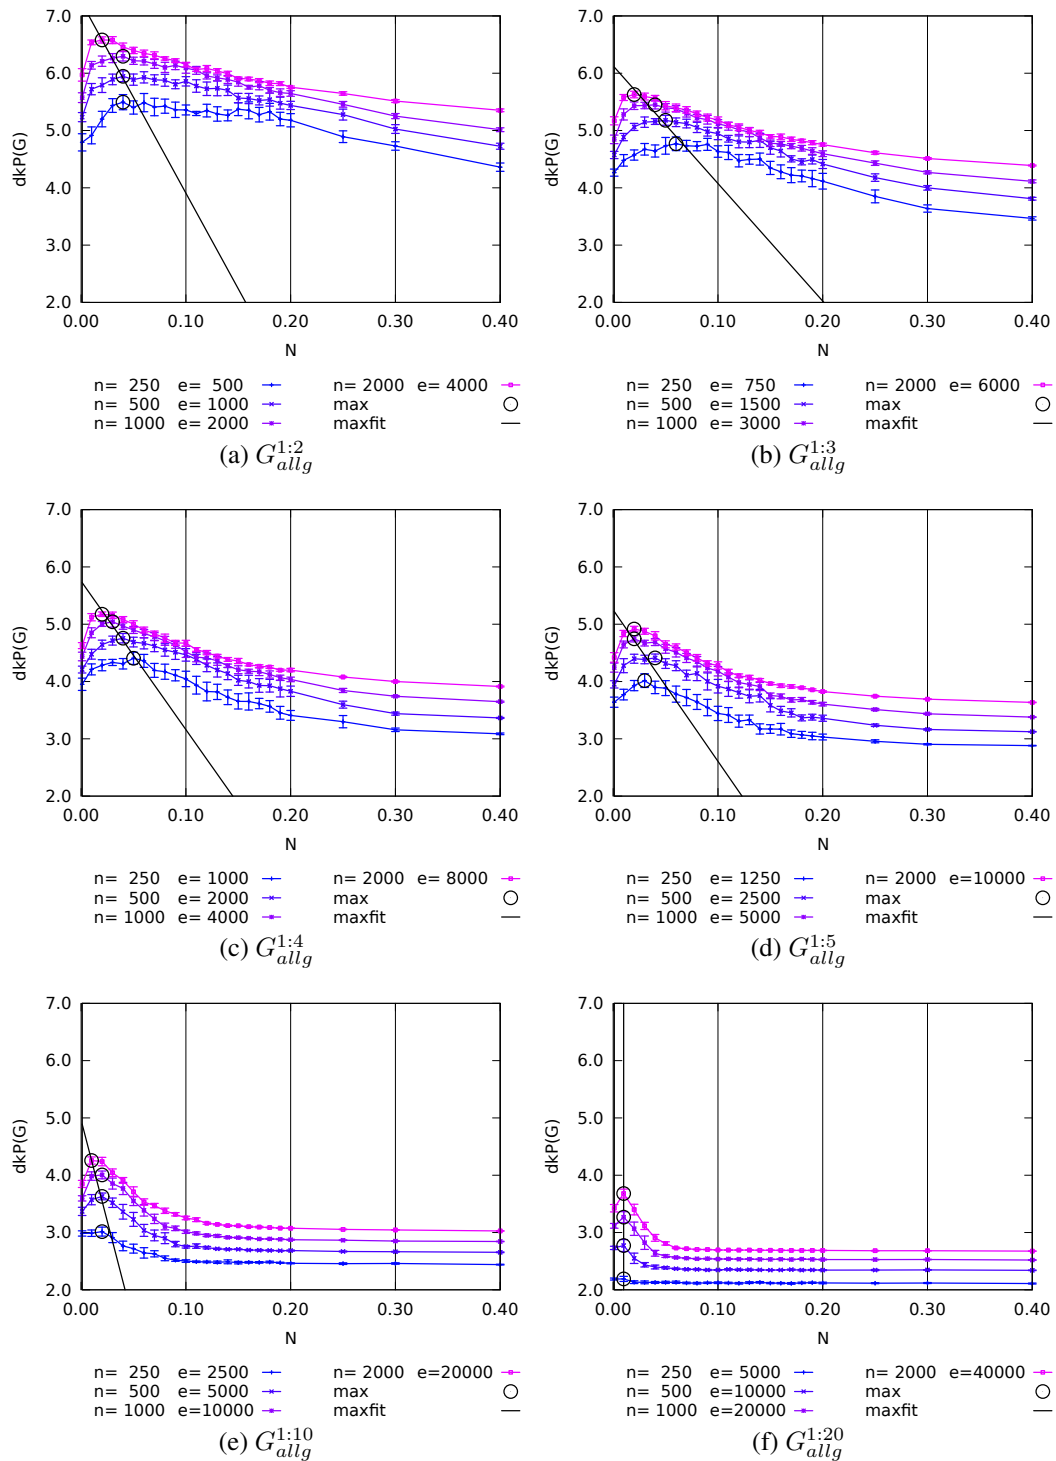 7.0
6.0
5.0
4.0
3.0
2.0
dkP(G)
0.00 0.10 0.20 0.30 0.40
N
n= 250 e= 500
n= 500 e= 1000
n= 1000 e= 2000
n= 2000 e= 4000
max
maxfit
(a) G^{1:2}_{allg}
7.0
6.0
5.0
4.0
3.0
2.0
dkP(G)
0.00 0.10 0.20 0.30 0.40
N
n= 250 e= 750
n= 500 e= 1500
n= 1000 e= 3000
n= 2000 e= 6000
max
maxfit
(b) G^{1:3}_{allg}
7.0
6.0
5.0
4.0
3.0
2.0
dkP(G)
0.00 0.10 0.20 0.30 0.40
N
n= 250 e= 1000
n= 500 e= 2000
n= 1000 e= 4000
n= 2000 e= 8000
max
maxfit
(c) G^{1:4}_{allg}
7.0
6.0
5.0
4.0
3.0
2.0
dkP(G)
0.00 0.10 0.20 0.30 0.40
N
n= 250 e= 1250
n= 500 e= 2500
n= 1000 e= 5000
n= 2000 e=10000
max
maxfit
(d) G^{1:5}_{allg}
7.0
6.0
5.0
4.0
3.0
2.0
dkP(G)
0.00 0.10 0.20 0.30 0.40
N
n= 250 e= 2500
n= 500 e= 5000
n= 1000 e=10000
n= 2000 e=20000
max
maxfit
(e) G^{1:10}_{allg}
7.0
6.0
5.0
4.0
3.0
2.0
dkP(G)
0.00 0.10 0.20 0.30 0.40
N
n= 250 e= 5000
n= 500 e=10000
n= 1000 e=20000
n= 2000 e=40000
max
maxfit
(f) G^{1:20}_{allg}